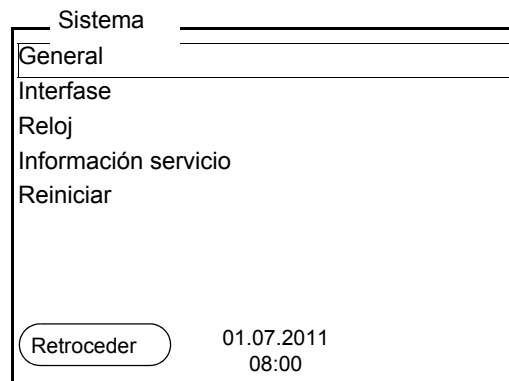 Sistema
General
Interfase
Reloj
Información servicio
Reiniciar
Retroceder
01.07.2011
08:00